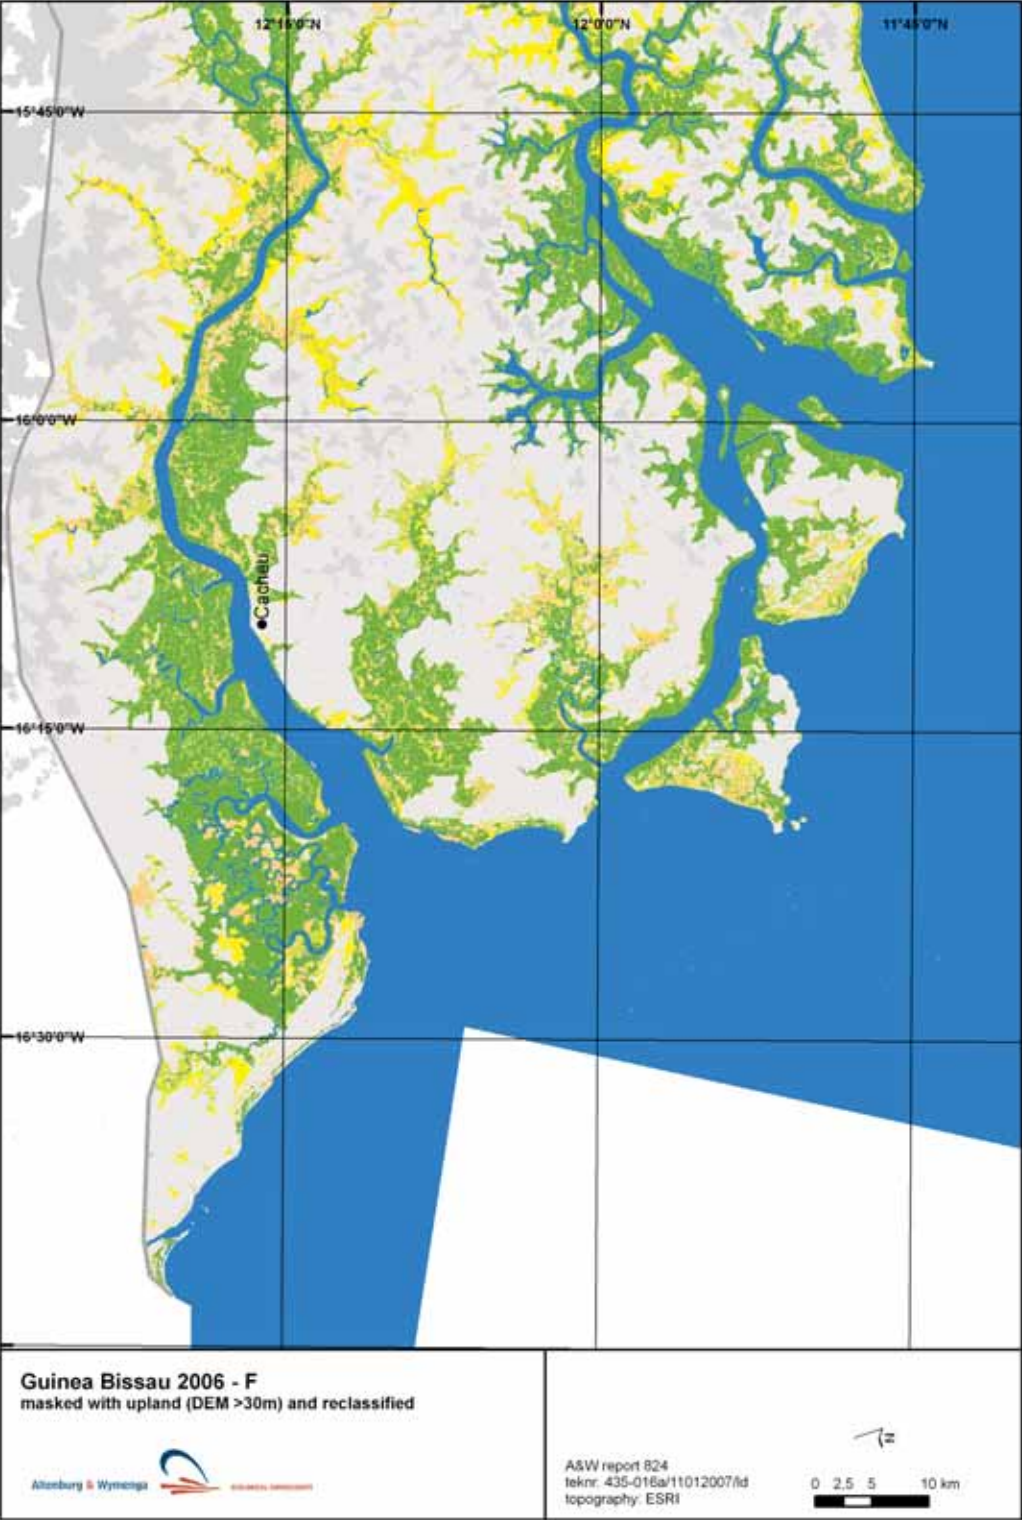 12°15'0"N
12°0'0"N
11°45'0"N
15°45'0"W
16°0'0"W
Cacheu
16°15'0"W
16°30'0"W
Guinea Bissau 2006 - F
masked with upland (DEM >30m) and reclassified
Altenburg & Wymenga
A&W report 824
teknr. 435-016a/11012007/ld
topography: ESRI
N
0 2,5 5 10 km